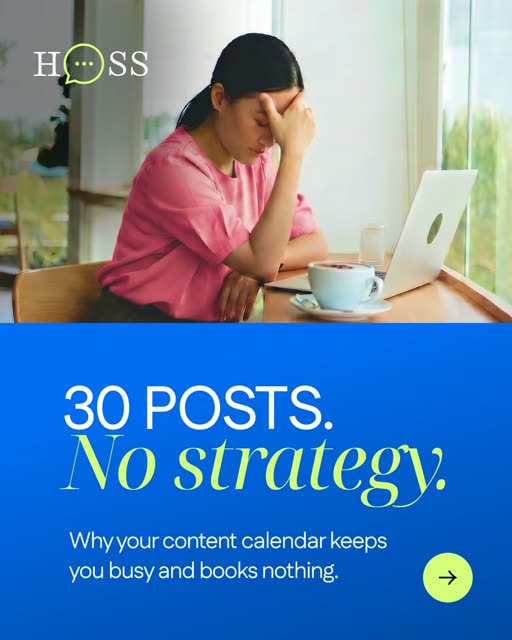 HOSS
30 POSTS.
No strategy.
Why your content calendar keeps
you busy and books nothing.